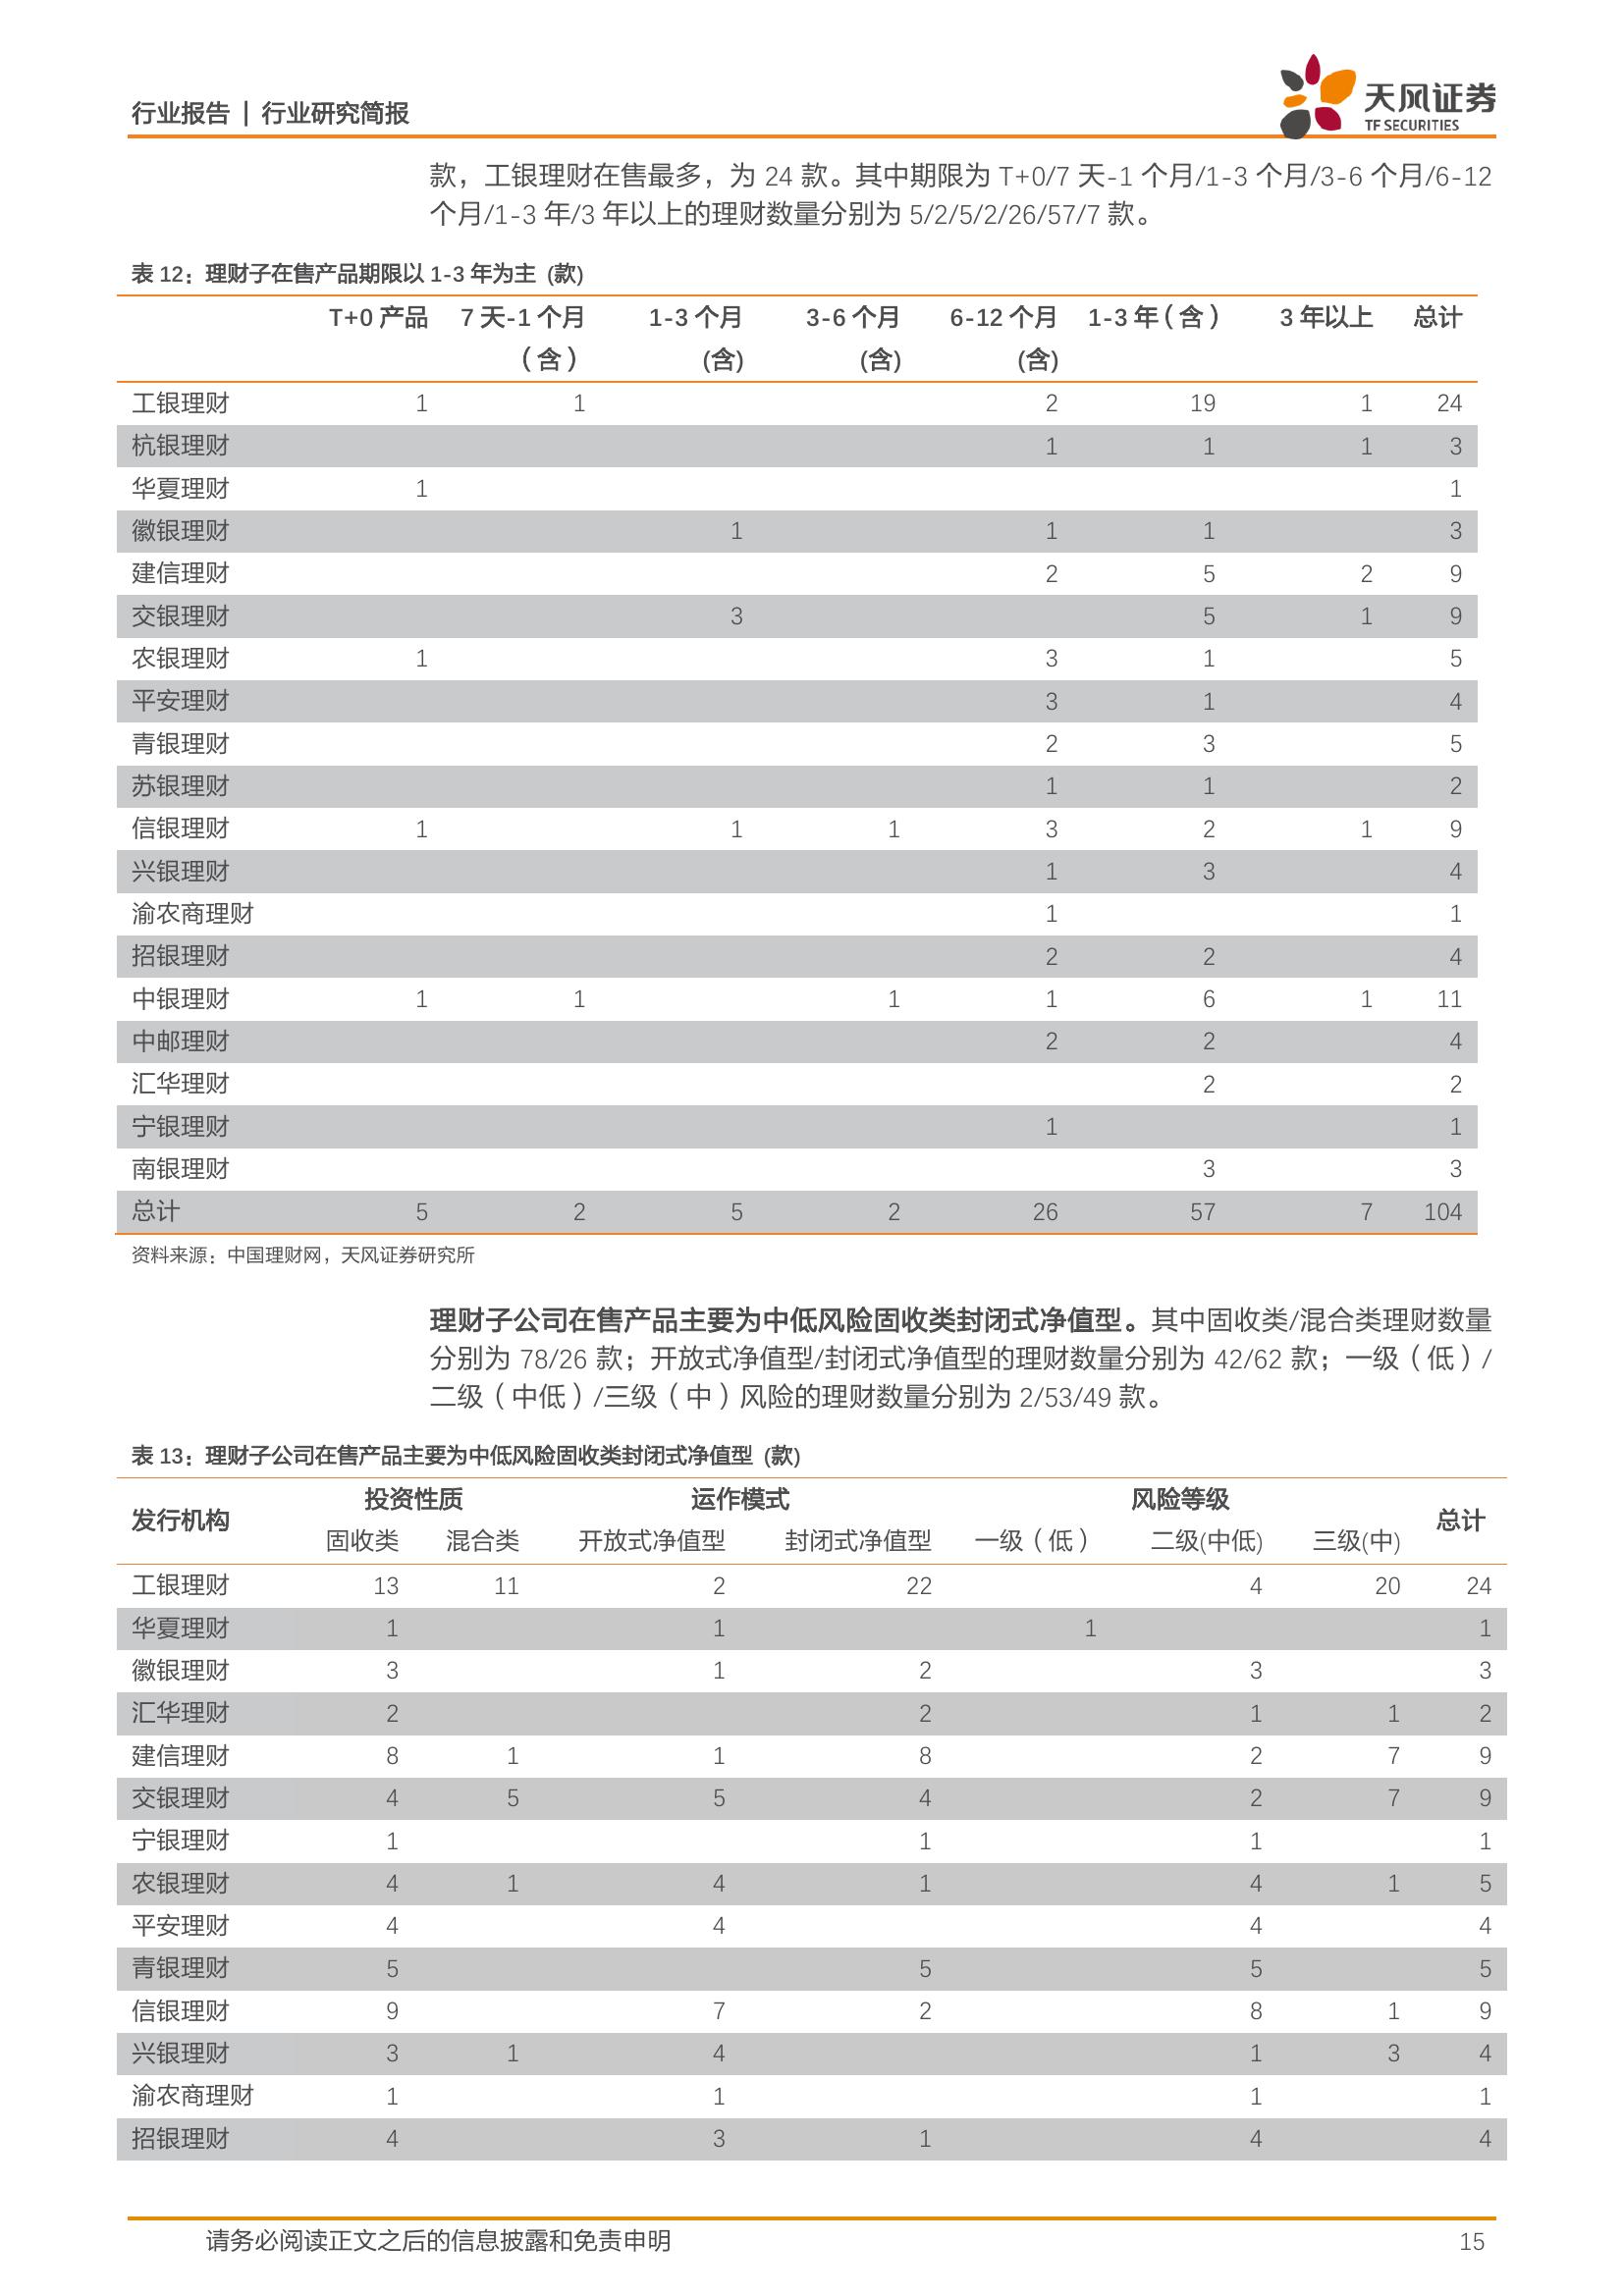 行业报告 | 行业研究简报
天风证券
TF SECURITIES
款，工银理财在售最多，为 24 款。其中期限为 T+0/7 天-1 个月/1-3 个月/3-6 个月/6-12
个月/1-3 年/3 年以上的理财数量分别为 5/2/5/2/26/57/7 款。
表 12：理财子在售产品期限以 1-3 年为主 (款)
T+0 产品 7 天-1 个月 1-3 个月 3-6 个月 6-12 个月 1-3 年（含） 3 年以上 总计
（含） (含) (含) (含)
工银理财 1 1 2 19 1 24
杭银理财 1 1 1 3
华夏理财 1 1
徽银理财 1 1 1 3
建信理财 2 5 2 9
交银理财 3 5 1 9
农银理财 1 3 1 5
平安理财 3 1 4
青银理财 2 3 5
苏银理财 1 1 2
信银理财 1 1 1 3 2 1 9
兴银理财 1 3 4
渝农商理财 1 1
招银理财 2 2 4
中银理财 1 1 1 1 6 1 11
中邮理财 2 2 4
汇华理财 2 2
宁银理财 1 1
南银理财 3 3
总计 5 2 5 2 26 57 7 104
资料来源：中国理财网，天风证券研究所
理财子公司在售产品主要为中低风险固收类封闭式净值型。其中固收类/混合类理财数量
分别为 78/26 款；开放式净值型/封闭式净值型的理财数量分别为 42/62 款；一级（低）/
二级（中低）/三级（中）风险的理财数量分别为 2/53/49 款。
表 13：理财子公司在售产品主要为中低风险固收类封闭式净值型 (款)
发行机构 投资性质 运作模式 风险等级 总计
固收类 混合类 开放式净值型 封闭式净值型 一级（低） 二级(中低) 三级(中)
工银理财 13 11 2 22 4 20 24
华夏理财 1 1 1 1
徽银理财 3 1 2 3 3
汇华理财 2 2 1 1 2
建信理财 8 1 1 8 2 7 9
交银理财 4 5 5 4 2 7 9
宁银理财 1 1 1 1
农银理财 4 1 4 1 4 1 5
平安理财 4 4 4 4
青银理财 5 5 5 5
信银理财 9 7 2 8 1 9
兴银理财 3 1 4 1 3 4
渝农商理财 1 1 1 1
招银理财 4 3 1 4 4
请务必阅读正文之后的信息披露和免责申明 15